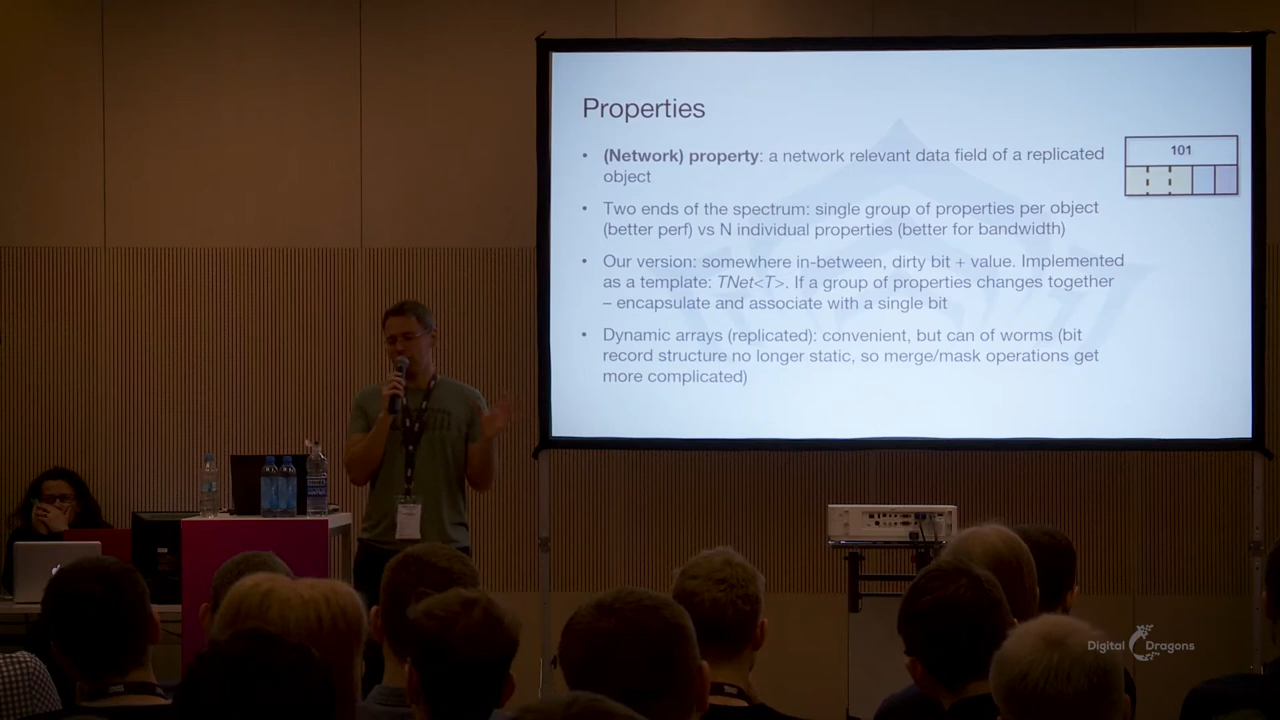 Properties
• (Network) property: a network relevant data field of a replicated
object
101
• Two ends of the spectrum: single group of properties per object
(better perf) vs N individual properties (better for bandwidth)
• Our version: somewhere in-between, dirty bit + value. Implemented
as a template: TNet<T>. If a group of properties changes together
– encapsulate and associate with a single bit
• Dynamic arrays (replicated): convenient, but can of worms (bit
record structure no longer static, so merge/mask operations get
more complicated)
Digital Dragons